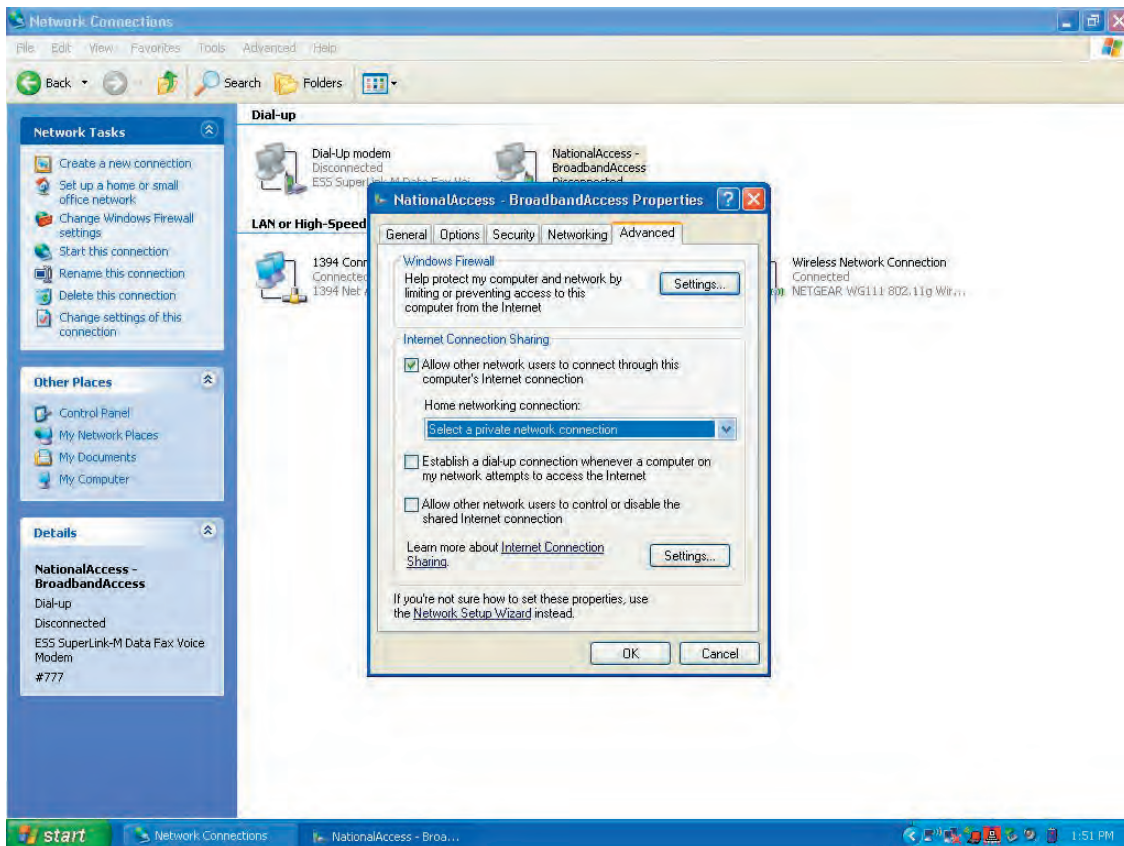 Network Connections
File Edit View Favorites Tools Advanced Help
Back Search Folders
Network Tasks
Create a new connection
Set up a home or small
office network
Change Windows Firewall
settings
Start this connection
Rename this connection
Delete this connection
Change settings of this
connection
Other Places
Control Panel
My Network Places
My Documents
My Computer
Details
NationalAccess -
BroadbandAccess
Dial-up
Disconnected
ESS SuperLink-M Data Fax Voice
Modem
#777
Dial-up
Dial-Up modem
Disconnected
ESS SuperLink-M Data Fax Voi...
NationalAccess -
BroadbandAccess
Disconnected
LAN or High-Speed
1394 Conn
Connected
1394 Net
Wireless Network Connection
Connected
NETGEAR WG111 802.11g Wir...
NationalAccess - BroadbandAccess Properties
General Options Security Networking Advanced
Windows Firewall
Help protect my computer and network by
limiting or preventing access to this
computer from the Internet
Settings...
Internet Connection Sharing
Allow other network users to connect through this
computer's Internet connection
Home networking connection:
Select a private network connection
Establish a dial-up connection whenever a computer on
my network attempts to access the Internet
Allow other network users to control or disable the
shared Internet connection
Learn more about Internet Connection
Sharing.
Settings...
If you're not sure how to set these properties, use
the Network Setup Wizard instead.
OK Cancel
start Network Connections NationalAccess - Broa... 1:51 PM